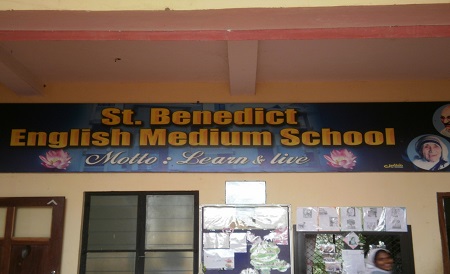 St. Benedict
English Medium School
Motto : Learn & live